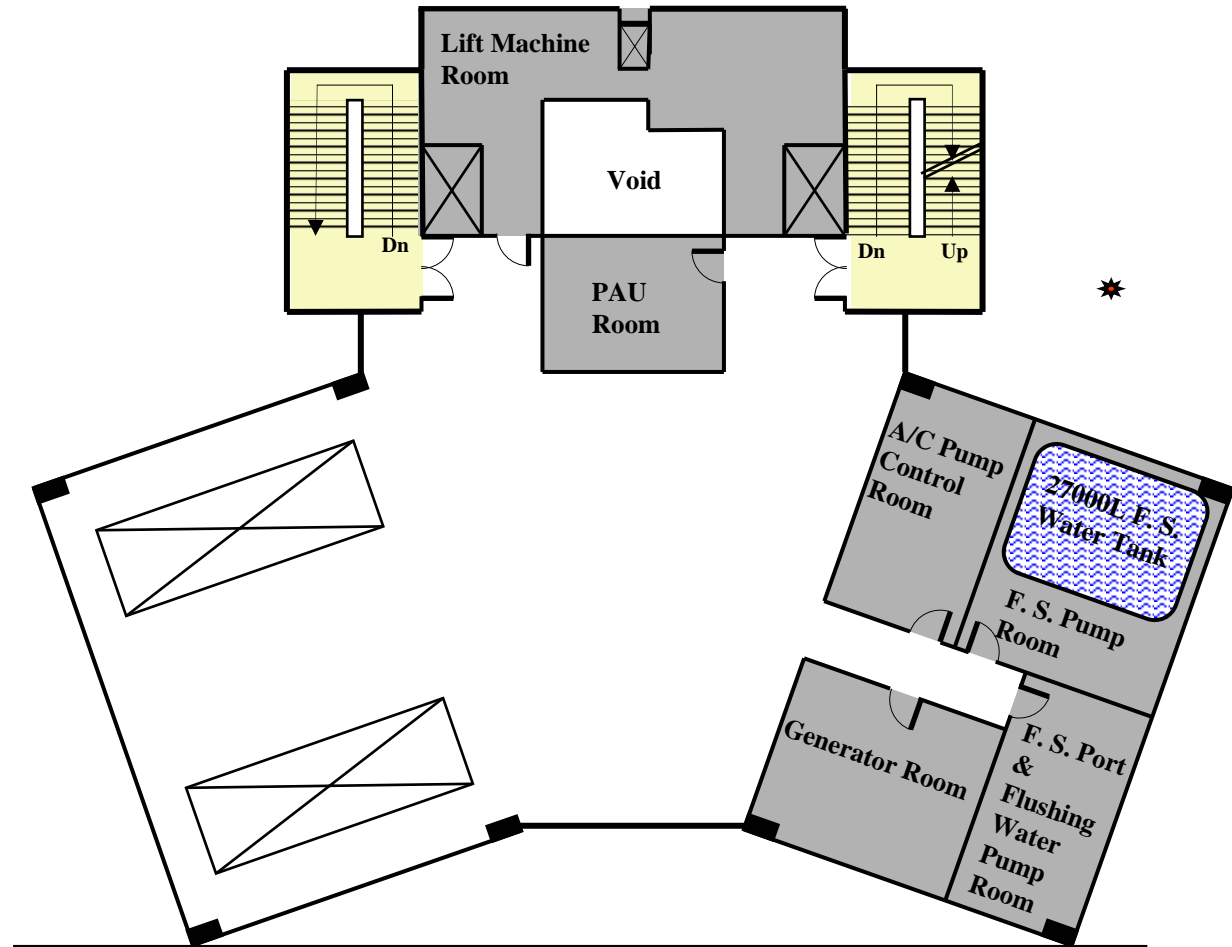 Lift Machine
Room
Void
Dn
Dn
Up
PAU
Room
A/C Pump
Control
Room
27000L F. S.
Water Tank
F. S. Pump
Room
Generator Room
F. S. Port
&
Flushing
Water
Pump
Room